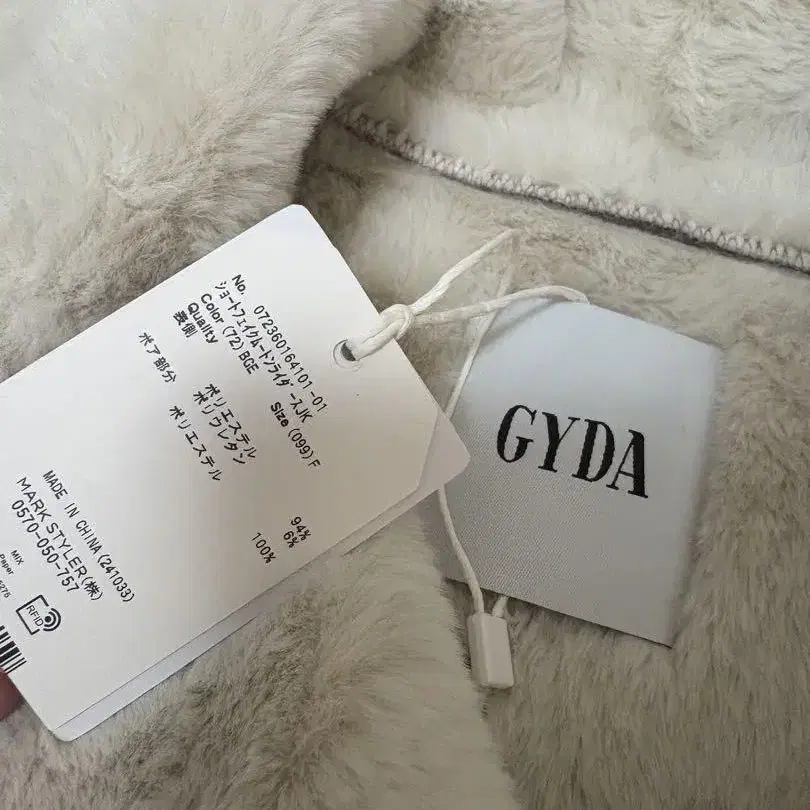 No. 072360164101-01
ショートフェイクムートンライダースJK
Color (72)BGE Size (099)F
Quality
表側 ポリエステル 94%
ポリウレタン 6%
ボア部分 ポリエステル 100%
MADE IN CHINA(241033)
MARK STYLER(株)
0570-050-757
MIX
Paper
RFID
GYDA